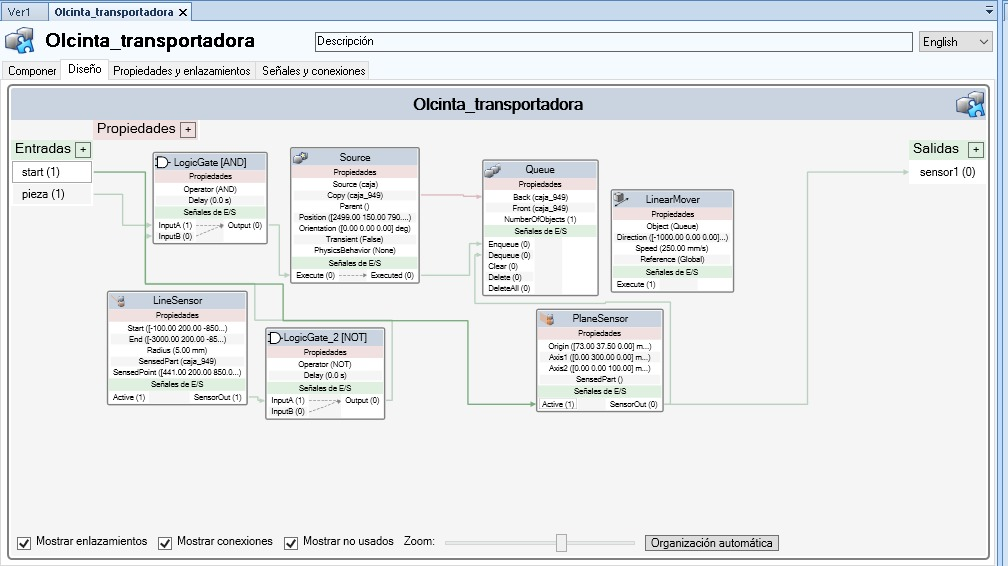 Ver1
Olcinta_transportadora
Olcinta_transportadora
Descripción
English
Componer
Diseño
Propiedades y enlazamientos
Señales y conexiones
Olcinta_transportadora
Propiedades +
Entradas +
start (1)
pieza (1)
LogicGate [AND]
Propiedades
Operator (AND)
Delay (0.0 s)
Señales de E/S
InputA (1) Output (0)
InputB (0)
Source
Propiedades
Source (caja)
Copy (caja_949)
Parent ()
Position ([2499.00 150.00 790....)
Orientation ([0.00 0.00 0.00] deg)
Transient (False)
PhysicsBehavior (None)
Señales de E/S
Execute (0) Executed (0)
Queue
Propiedades
Back (caja_949)
Front (caja_949)
NumberOfObjects (1)
Señales de E/S
Enqueue (0)
Dequeue (0)
Clear (0)
Delete (0)
DeleteAll (0)
LinearMover
Propiedades
Object (Queue)
Direction ([-1000.00 0.00 0.00]...)
Speed (250.00 mm/s)
Reference (Global)
Señales de E/S
Execute (1)
Salidas +
sensor1 (0)
LineSensor
Propiedades
Start ([-100.00 200.00 -850...)
End ([-3000.00 200.00 -85...)
Radius (5.00 mm)
SensedPart (caja_949)
SensedPoint ([441.00 200.00 850.0...)
Señales de E/S
Active (1) SensorOut (1)
LogicGate_2 [NOT]
Propiedades
Operator (NOT)
Delay (0.0 s)
Señales de E/S
InputA (1) Output (0)
InputB (0)
PlaneSensor
Propiedades
Origin ([73.00 37.50 0.00] m...)
Axis1 ([0.00 300.00 0.00] m...)
Axis2 ([0.00 0.00 100.00] m...)
SensedPart ()
Señales de E/S
Active (1) SensorOut (0)
Mostrar enlazamientos
Mostrar conexiones
Mostrar no usados
Zoom:
Organización automática